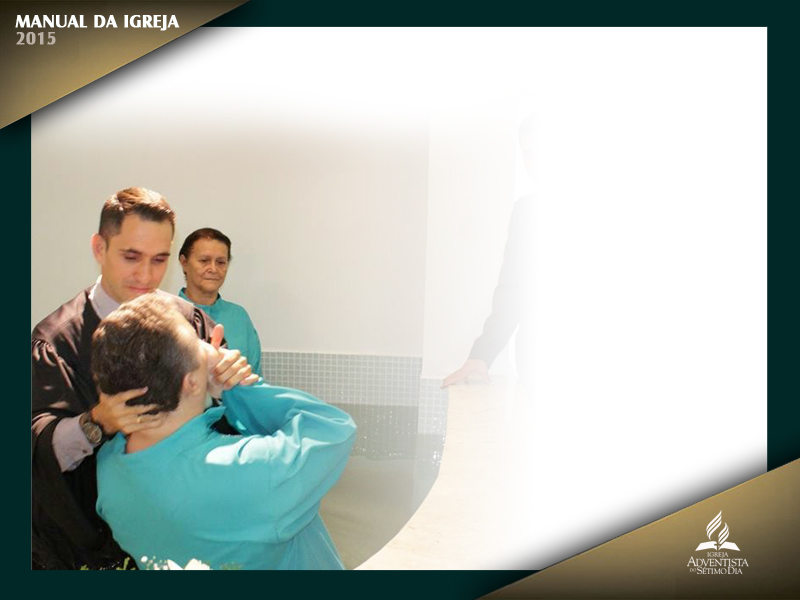 MANUAL DA IGREJA
2015
IGREJA
ADVENTISTA
DO SÉTIMO DIA